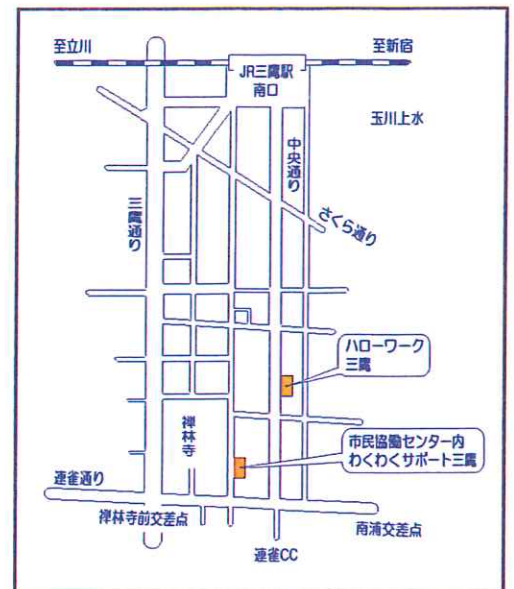 至立川
至新宿
JR三鷹駅
南口
玉川上水
中央通り
三鷹通り
さくら通り
ハローワーク
三鷹
禅林寺
市民協働センター内
わくわくサポート三鷹
連雀通り
禅林寺前交差点
南浦交差点
連雀CC